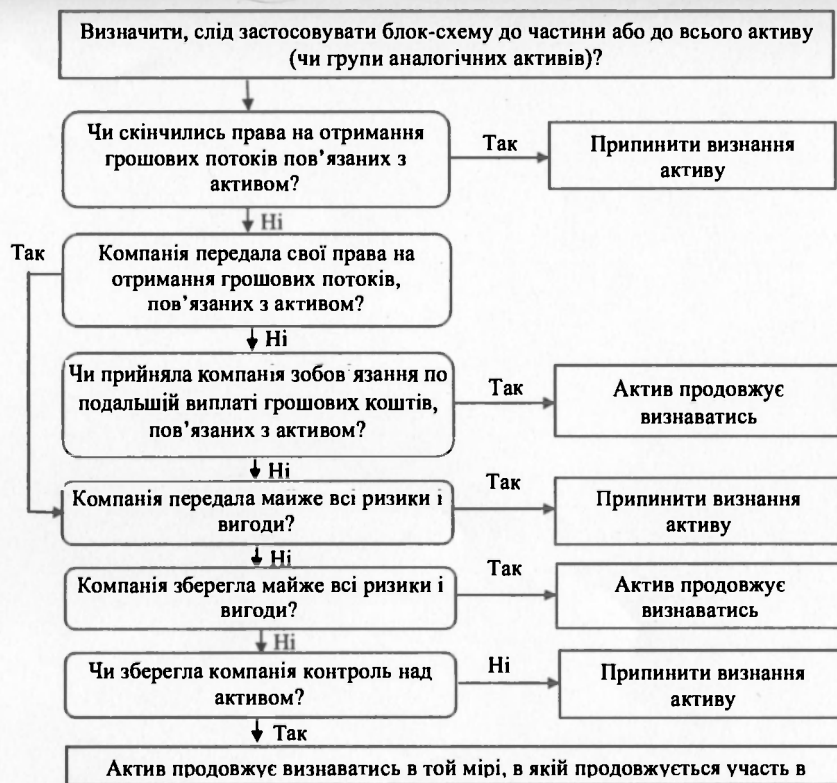 Визначити, слід застосовувати блок-схему до частини або до всього активу
(чи групи аналогічних активів)?
Чи скінчились права на отримання
грошових потоків пов'язаних з
активом?
Так
Припинити визнання
активу
Ні
Так
Компанія передала свої права на
отримання грошових потоків,
пов'язаних з активом?
Ні
Чи прийняла компанія зобов язання по
подальшій виплаті грошових коштів,
пов'язаних з активом?
Так
Актив продовжує
визнаватись
Ні
Компанія передала майже всі ризики і
вигоди?
Так
Припинити визнання
активу
Ні
Компанія зберегла майже всі ризики і
вигоди?
Так
Актив продовжує
визнаватись
Ні
Чи зберегла компанія контроль над
активом?
Ні
Припинити визнання
активу
Так
Актив продовжує визнаватись в той мірі, в якій продовжується участь в